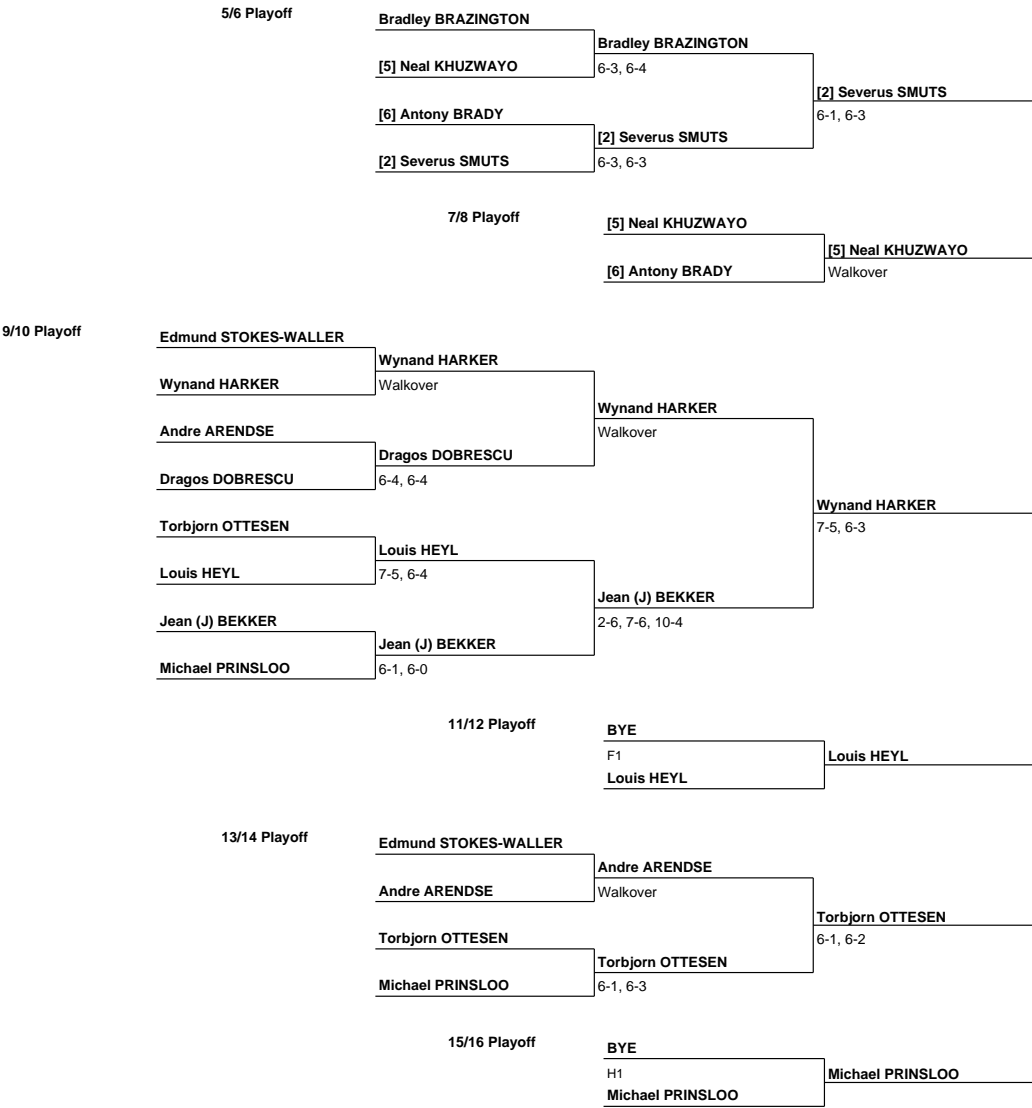 5/6 Playoff
Bradley BRAZINGTON
Bradley BRAZINGTON
[5] Neal KHUZWAYO
6-3, 6-4
[2] Severus SMUTS
[6] Antony BRADY
6-1, 6-3
[2] Severus SMUTS
[2] Severus SMUTS
6-3, 6-3
7/8 Playoff
[5] Neal KHUZWAYO
[5] Neal KHUZWAYO
[6] Antony BRADY
Walkover
9/10 Playoff
Edmund STOKES-WALLER
Wynand HARKER
Wynand HARKER
Walkover
Wynand HARKER
Andre ARENDSE
Walkover
Dragos DOBRESCU
Dragos DOBRESCU
6-4, 6-4
Wynand HARKER
Torbjorn OTTESEN
7-5, 6-3
Louis HEYL
Louis HEYL
7-5, 6-4
Jean (J) BEKKER
Jean (J) BEKKER
2-6, 7-6, 10-4
Jean (J) BEKKER
Michael PRINSLOO
6-1, 6-0
11/12 Playoff
BYE
F1
Louis HEYL
Louis HEYL
13/14 Playoff
Edmund STOKES-WALLER
Andre ARENDSE
Andre ARENDSE
Walkover
Torbjorn OTTESEN
Torbjorn OTTESEN
6-1, 6-2
Torbjorn OTTESEN
Michael PRINSLOO
6-1, 6-3
15/16 Playoff
BYE
H1
Michael PRINSLOO
Michael PRINSLOO